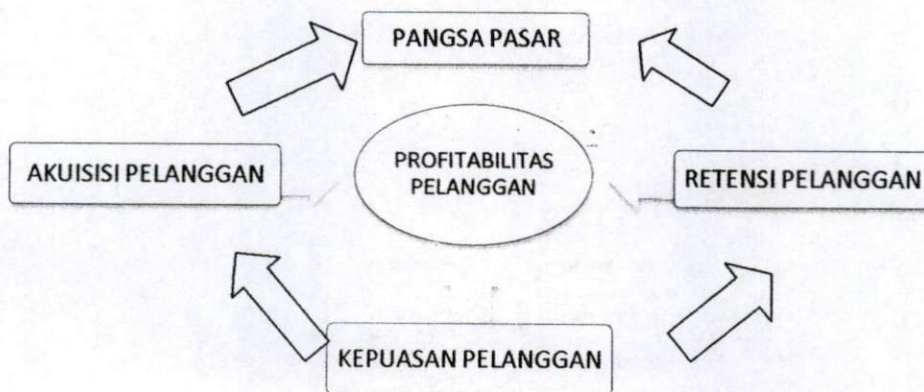 PANGSA PASAR
AKUISISI PELANGGAN
PROFITABILITAS
PELANGGAN
RETENSI PELANGGAN
KEPUASAN PELANGGAN